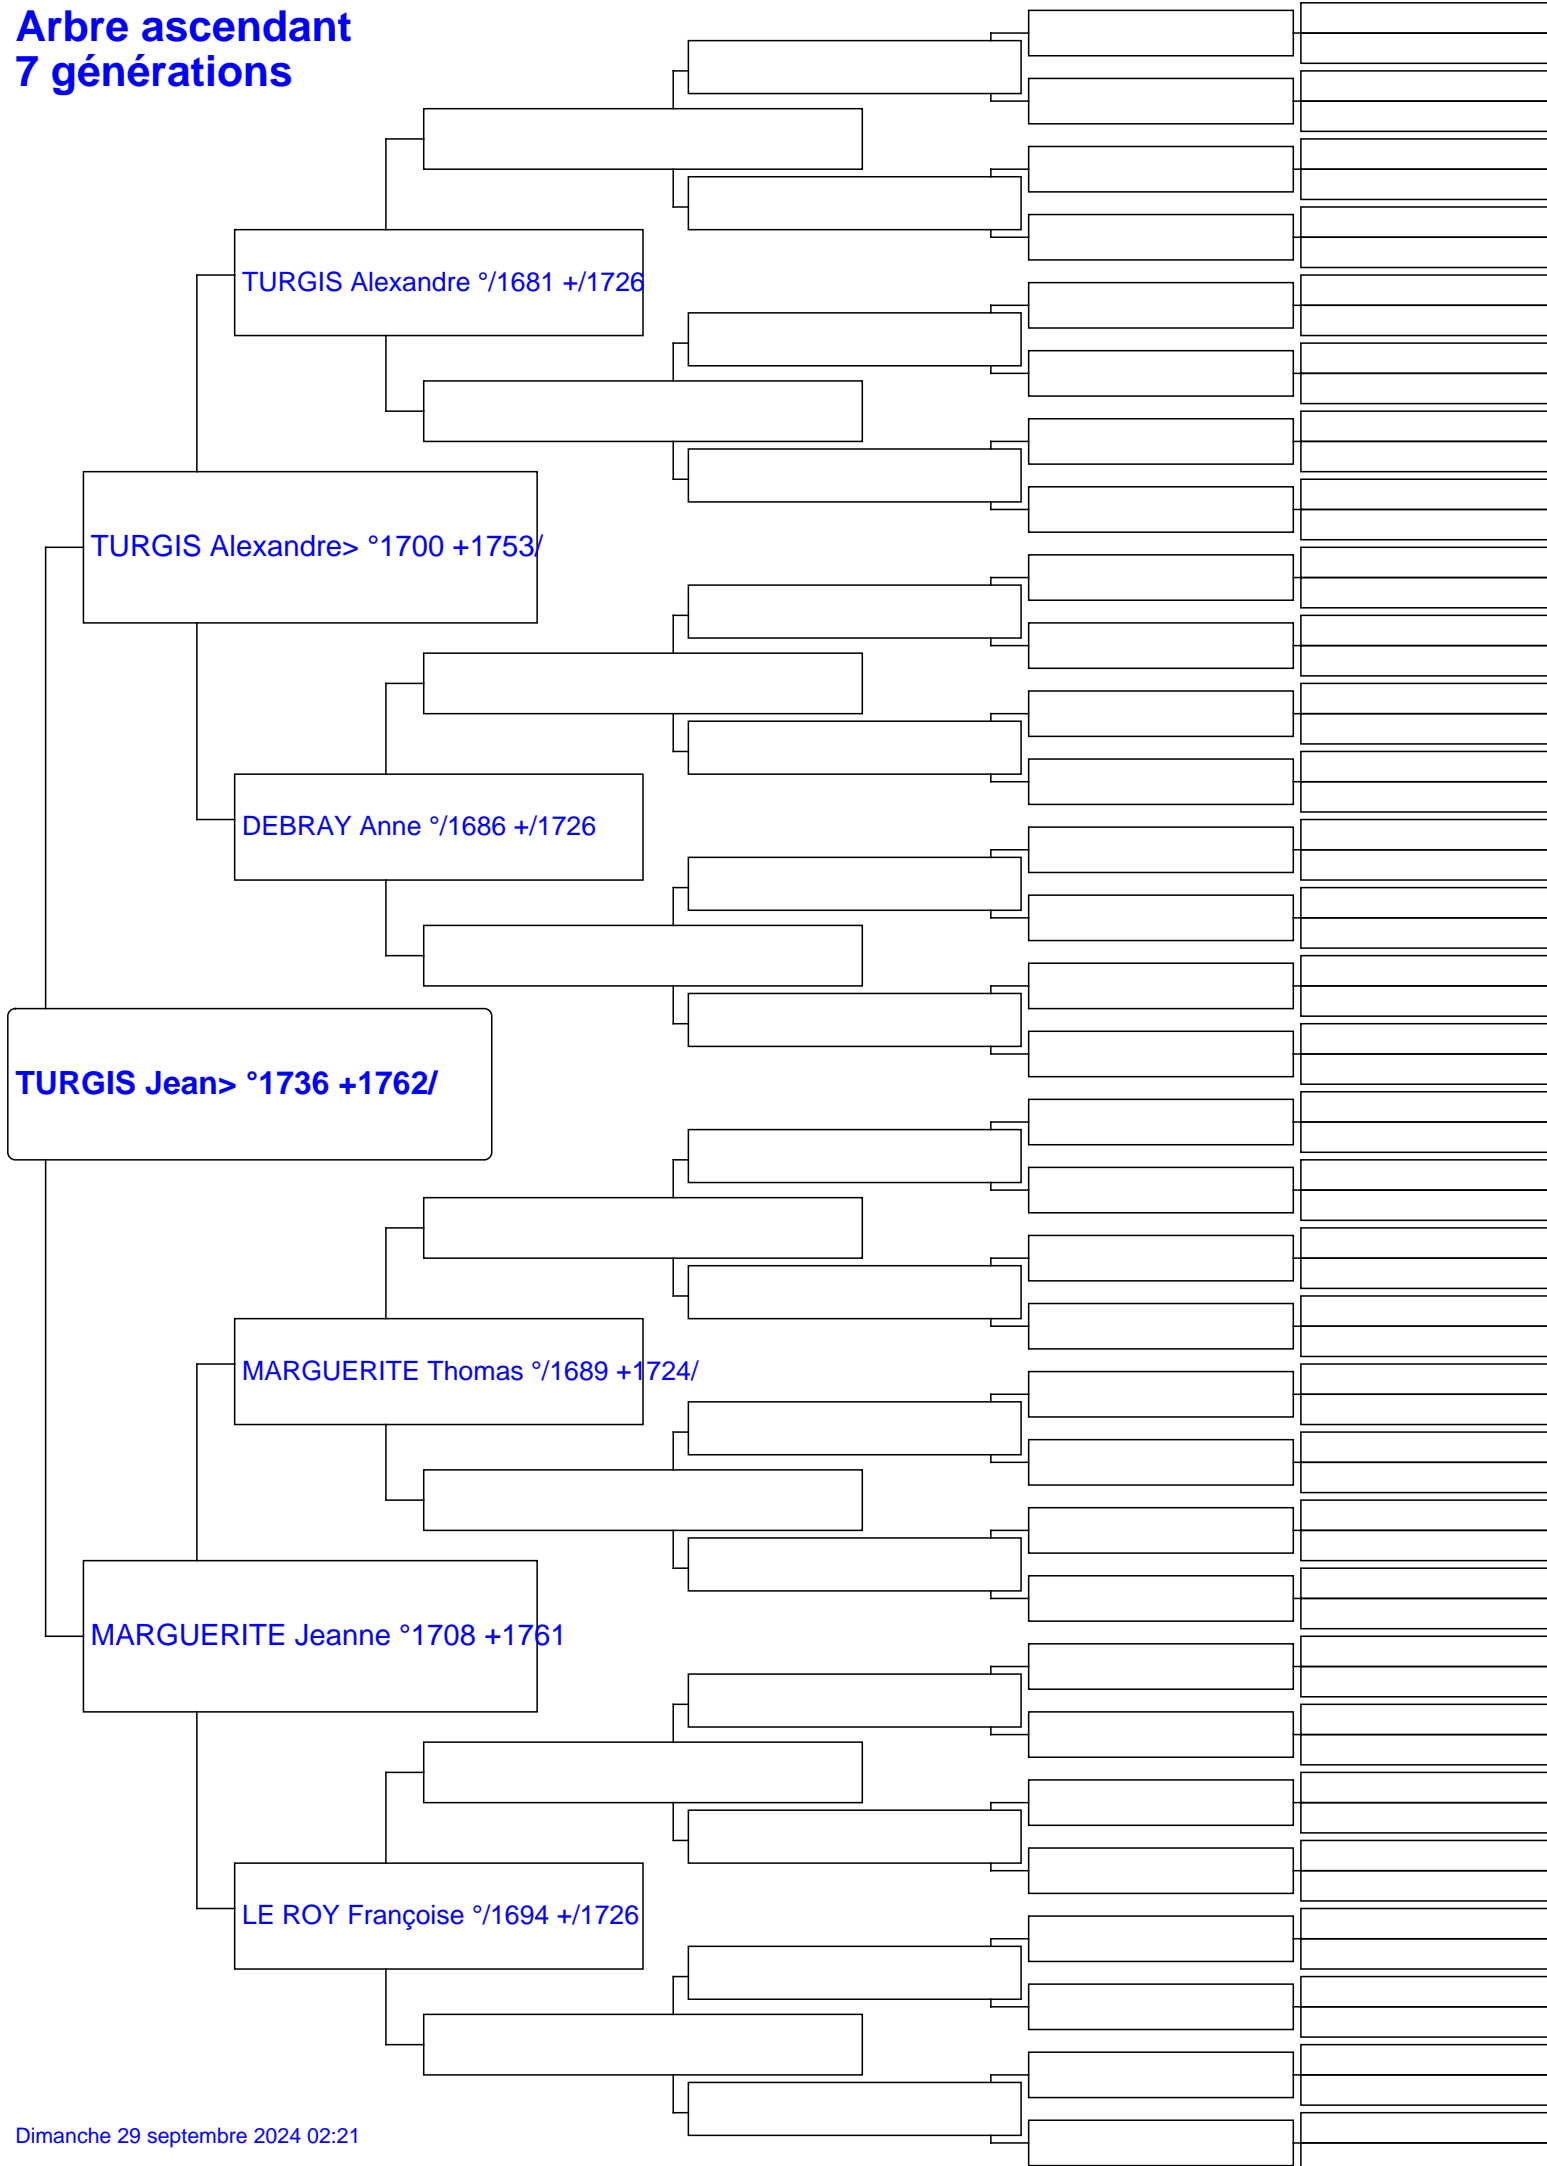 Arbre ascendant
7 générations
TURGIS Alexandre °/1681 +/1726
TURGIS Alexandre> °1700 +1753/
DEBRAY Anne °/1686 +/1726
TURGIS Jean> °1736 +1762/
MARGUERITE Thomas °/1689 +1724/
MARGUERITE Jeanne °1708 +1761
LE ROY Françoise °/1694 +/1726
Dimanche 29 septembre 2024 02:21